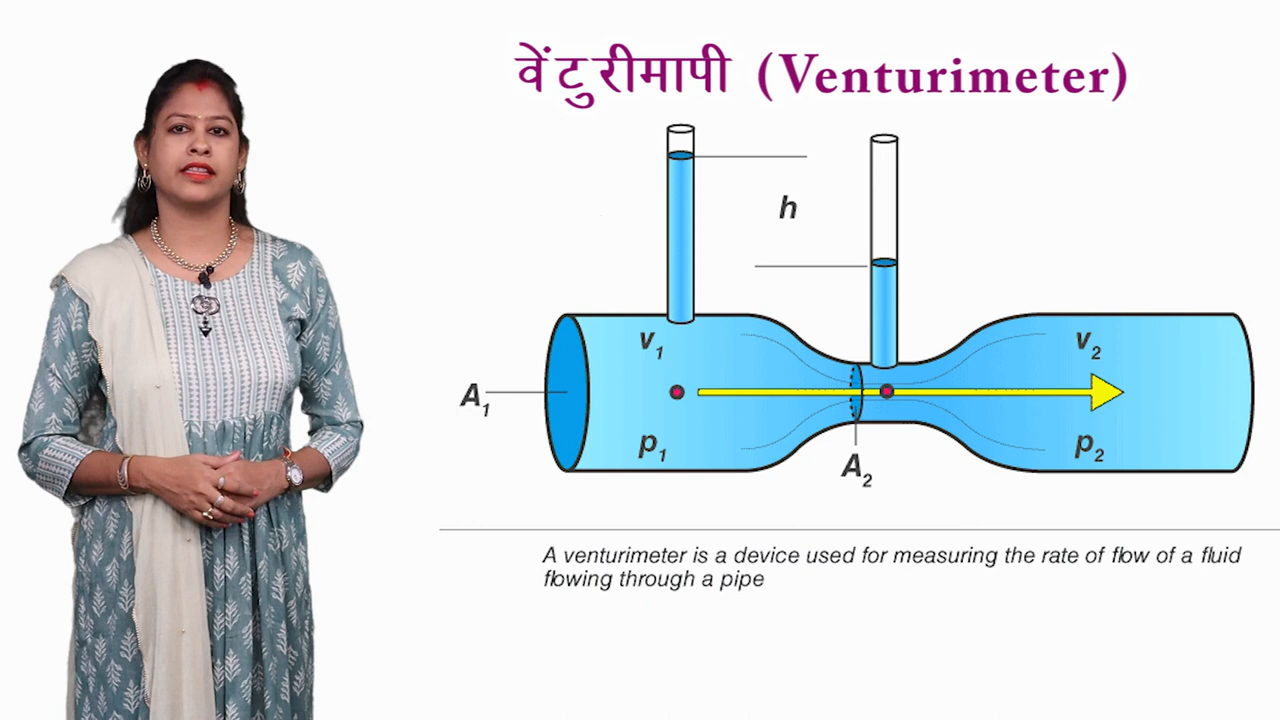 वेंटुरीमापी (Venturimeter)
h
v₁
v₂
A₁
p₁
p₂
A₂
A venturimeter is a device used for measuring the rate of flow of a fluid
flowing through a pipe